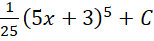 1/25 (5x + 3)⁵ + C